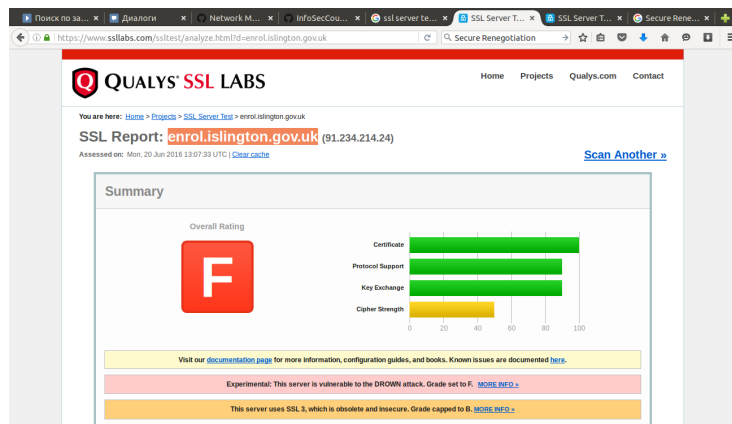 Поиск по за... Диалоги Network M... InfoSecCou... ssl server te... SSL Server T... SSL Server T... Secure Rene...
https://www.ssllabs.com/ssltest/analyze.html?d=enrol.islington.gov.uk Secure Renegotiation
QUALYS® SSL LABS
Home Projects Qualys.com Contact
You are here: Home > Projects > SSL Server Test > enrol.islington.gov.uk
SSL Report: enrol.islington.gov.uk (91.234.214.24)
Assessed on: Mon, 20 Jun 2016 13:07:33 UTC | Clear cache
Scan Another »
Summary
Overall Rating
F
Certificate
Protocol Support
Key Exchange
Cipher Strength
0 20 40 60 80 100
Visit our documentation page for more information, configuration guides, and books. Known issues are documented here.
Experimental: This server is vulnerable to the DROWN attack. Grade set to F. MORE INFO »
This server uses SSL 3, which is obsolete and insecure. Grade capped to B. MORE INFO »